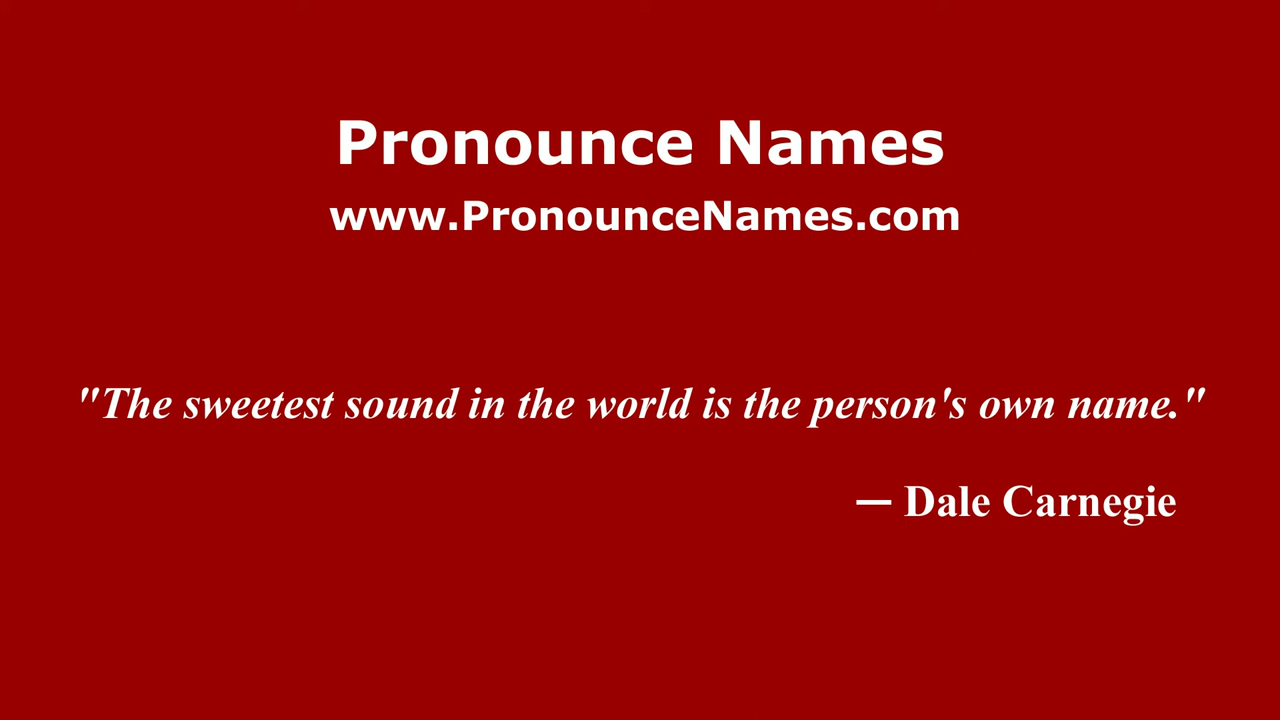 Pronounce Names
www.PronounceNames.com
"The sweetest sound in the world is the person's own name."
— Dale Carnegie